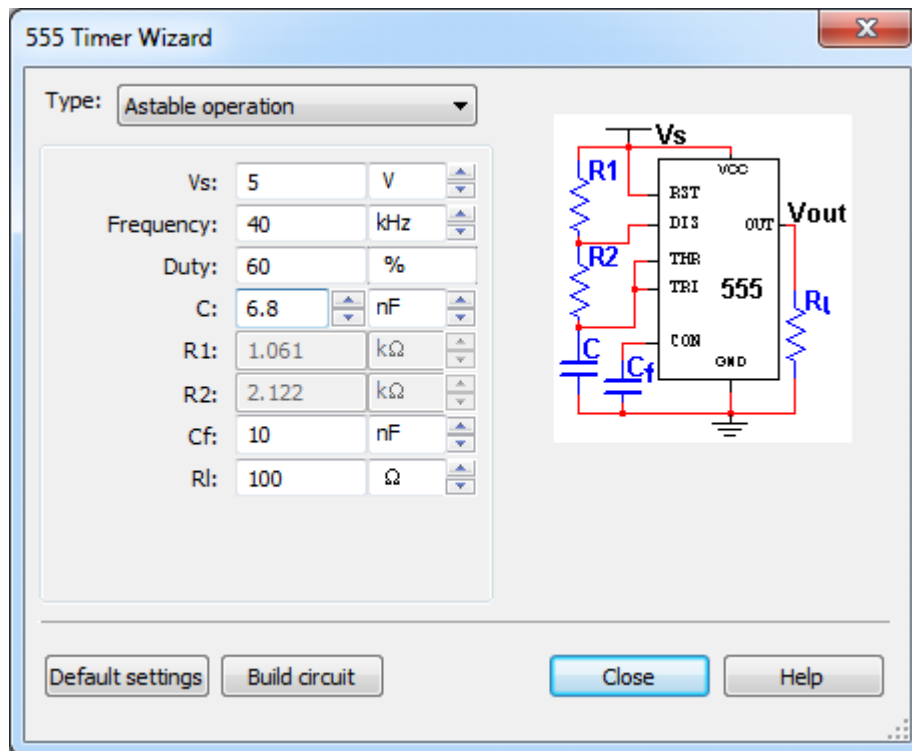 555 Timer Wizard
Type: Astable operation
Vs: 5 V
Frequency: 40 kHz
Duty: 60 %
C: 6.8 nF
R1: 1.061 kΩ
R2: 2.122 kΩ
Cf: 10 nF
Rl: 100 Ω
Vs
R1
VCC
RST
DIS
OUT
Vout
R2
THR
TRI
555
Rl
CON
C
Cf
GND
Default settings
Build circuit
Close
Help